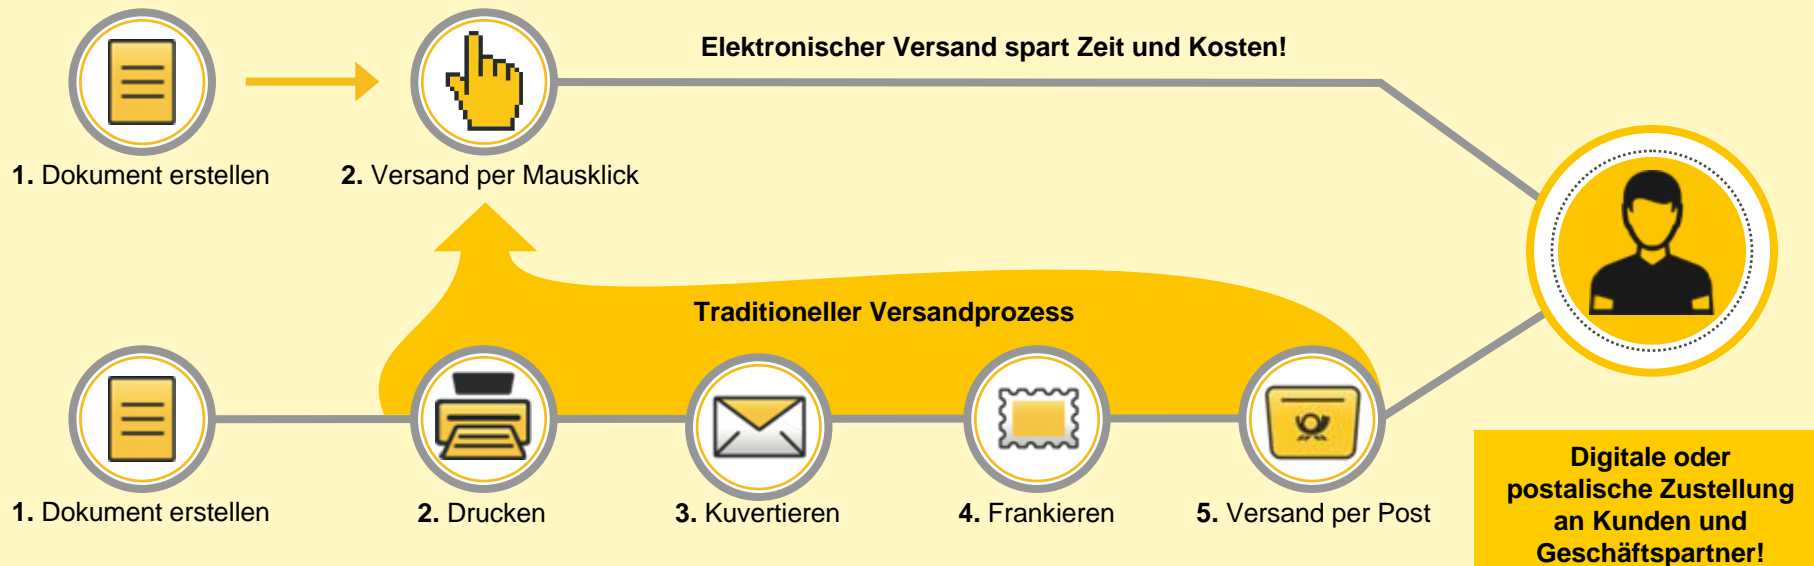 Elektronischer Versand spart Zeit und Kosten!
1. Dokument erstellen
2. Versand per Mausklick
Traditioneller Versandprozess
1. Dokument erstellen
2. Drucken
3. Kuvertieren
4. Frankieren
5. Versand per Post
Digitale oder
postalische Zustellung
an Kunden und
Geschäftspartner!